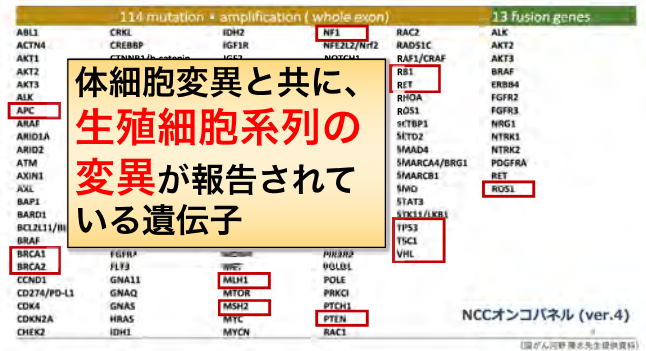 114 mutation + amplification ( whole exon) 13 fusion genes
ABL1 CRKL IDH2 NF1 RAC2 ALK
ACTN4 CREBBP IGF1R NFE2L2/Nrf2 RAD51C AKT2
AKT1 RAF1/CRAF AKT3
AKT2 RB1 BRAF
AKT3 RET ERBB4
ALK RHOA FGFR2
APC ROS1 FGFR3
ARAF SETBP1 NRG1
ARID1A SETD2 NTRK1
ARID2 SMAD4 NTRK2
ATM SMARCA4/BRG1 PDGFRA
AXIN1 SMARCB1 RET
AXL SMO ROS1
BAP1 STAT3
BARD1 STK11/LKB1
TP53
BRAF TSC1
BRCA1 VHL
BRCA2 FLT3
CCND1 GNA11 MLH1 POLE
CD274/PD-L1 GNAQ MTOR PRKCI
CDK4 GNAS MSH2 PTCH1
CDKN2A HRAS MYC PTEN
CHEK2 IDH1 MYCN RAC1
体細胞変異と共に、
生殖細胞系列の
変異が報告されて
いる遺伝子
NCCオンコパネル (ver.4)